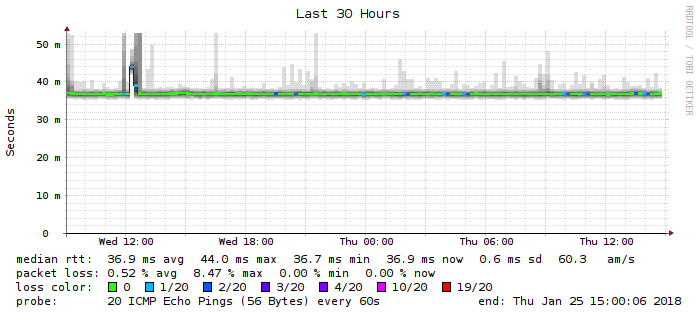 Last 30 Hours
RRDTOOL / TOBI OETIKER
Seconds
50 m
40 m
30 m
20 m
10 m
0
Wed 12:00 Wed 18:00 Thu 00:00 Thu 06:00 Thu 12:00
median rtt: 36.9 ms avg 44.0 ms max 36.7 ms min 36.9 ms now 0.6 ms sd 60.3 am/s
packet loss: 0.52 % avg 8.47 % max 0.00 % min 0.00 % now
loss color: 0 1/20 2/20 3/20 4/20 10/20 19/20
probe: 20 ICMP Echo Pings (56 Bytes) every 60s end: Thu Jan 25 15:00:06 2018